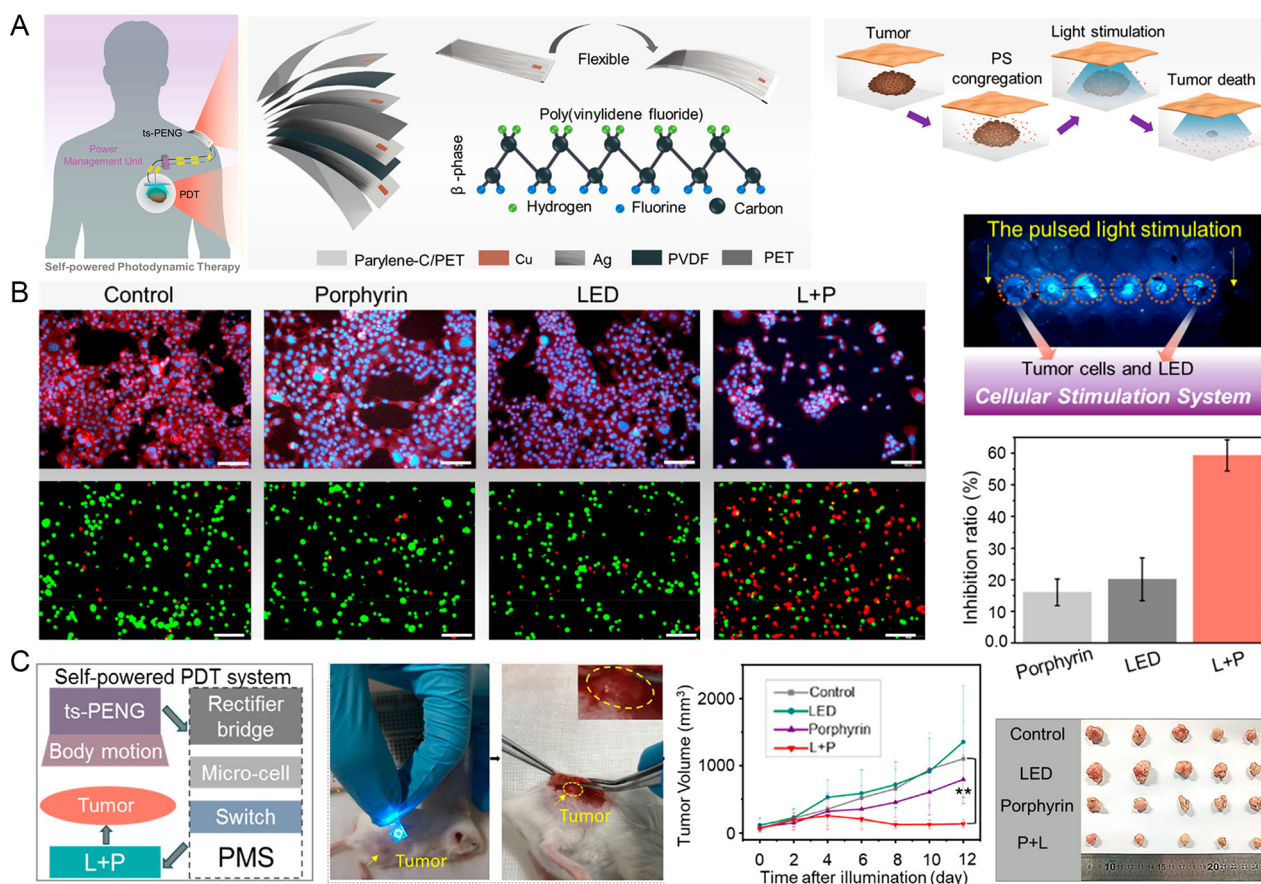 A
ts-PENG
Power
Management Unit
PDT
Self-powered Photodynamic Therapy
Flexible
Poly(vinylidene fluoride)
β-phase
Hydrogen
Fluorine
Carbon
Parylene-C/PET
Cu
Ag
PVDF
PET
Tumor
PS
congregation
Light stimulation
Tumor death
The pulsed light stimulation
Tumor cells and LED
Cellular Stimulation System
B
Control
Porphyrin
LED
L+P
Inhibition ratio (%)
60
50
40
30
20
10
0.0
Porphyrin
LED
L+P
C
Self-powered PDT system
ts-PENG
Body motion
Tumor
L+P
Rectifier
bridge
Micro-cell
Switch
PMS
Tumor
Tumor
Tumor Volume (mm³)
2000
1000
0
Control
LED
Porphyrin
L+P
**
0 2 4 6 8 10 12
Time after illumination (day)
Control
LED
Porphyrin
P+L